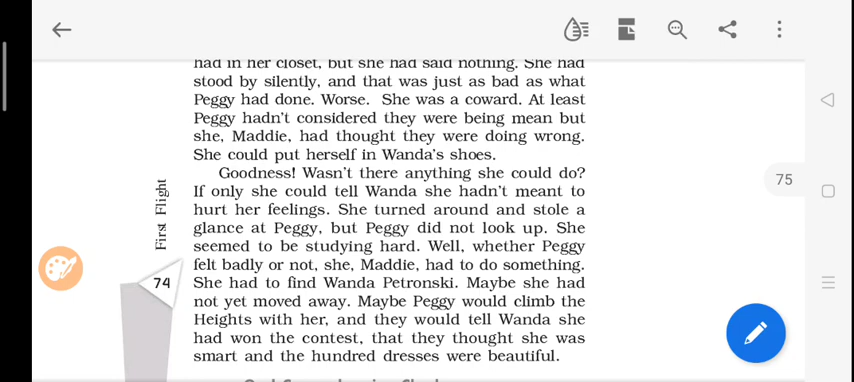 had in her closet, but she had said nothing. She had
stood by silently, and that was just as bad as what
Peggy had done. Worse. She was a coward. At least
Peggy hadn't considered they were being mean but
she, Maddie, had thought they were doing wrong.
She could put herself in Wanda's shoes.
Goodness! Wasn't there anything she could do?
If only she could tell Wanda she hadn't meant to
hurt her feelings. She turned around and stole a
glance at Peggy, but Peggy did not look up. She
seemed to be studying hard. Well, whether Peggy
felt badly or not, she, Maddie, had to do something.
She had to find Wanda Petronski. Maybe she had
not yet moved away. Maybe Peggy would climb the
Heights with her, and they would tell Wanda she
had won the contest, that they thought she was
smart and the hundred dresses were beautiful.
First Flight
74
75